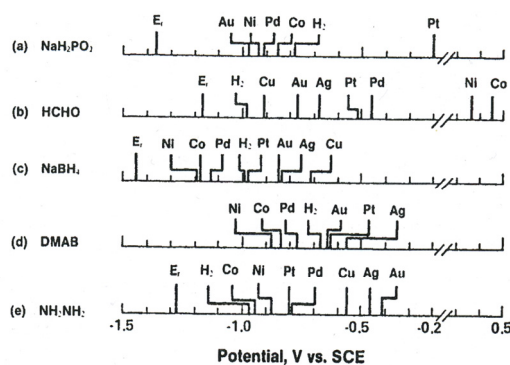 Er Au Ni Pd Co H2 Pt
(a) NaH2PO2
Er H2 Cu Au Ag Pt Pd Ni Co
(b) HCHO
Er Ni Co Pd H2 Pt Au Ag Cu
(c) NaBH4
Ni Co Pd H2 Au Pt Ag
(d) DMAB
Er H2 Co Ni Pt Pd Cu Ag Au
(e) NH2NH2
-1.5 -1.0 -0.5 -0.2 0.5
Potential, V vs. SCE